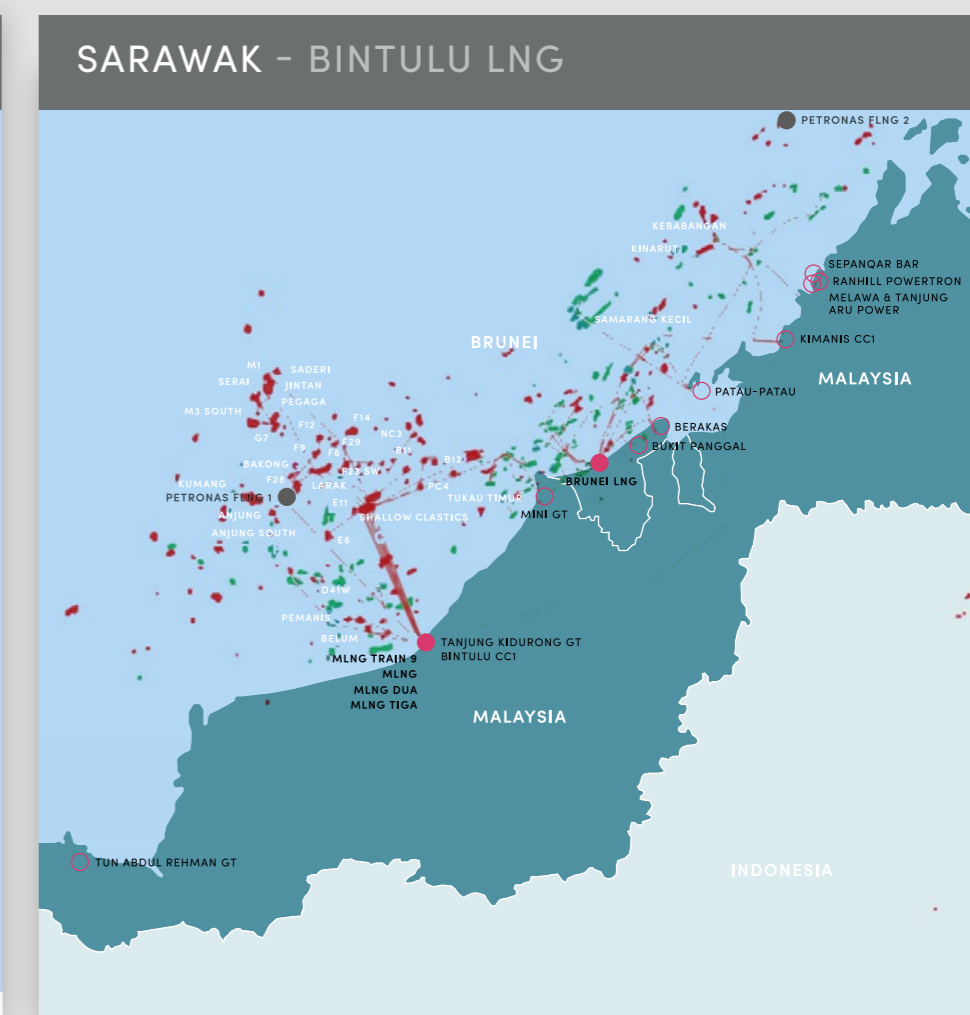 SARAWAK - BINTULU LNG
PETRONAS FLNG 2
KEBABANGAN
KINARUT
SEPANQAR BAR
RANHILL POWERTRON
MELAWA & TANJUNG
ARU POWER
SAMARANG KECIL
BRUNEI
KIMANIS CC1
M1
SADERI
SERAI
JINTAN
MALAYSIA
PATAU-PATAU
PEGAGA
M3 SOUTH
F14
F12
BERAKAS
G7
NC3
F29
BUKIT PANGGAL
F9
F6
B11
B12
BAKONG
F23 SW
F28
BRUNEI LNG
KUMANG
LARAK
PC4
PETRONAS FLNG 1
TUKAU TIMUR
E11
MINI GT
ANJUNG
SHALLOW CLASTICS
ANJUNG SOUTH
E8
D41W
PEMANIS
BELUM
TANJUNG KIDURONG GT
BINTULU CC1
MLNG TRAIN 9
MLNG
MLNG DUA
MLNG TIGA
MALAYSIA
TUN ABDUL REHMAN GT
INDONESIA